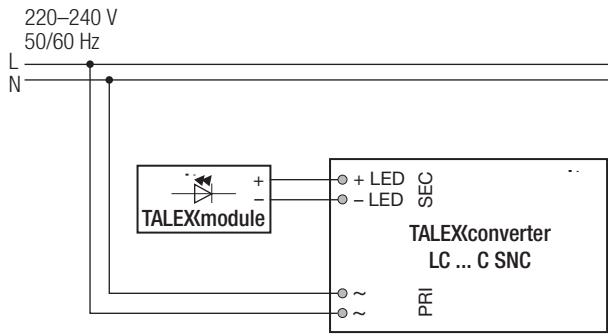 220–240 V
50/60 Hz
L
N
+
–
TALEXmodule
+ LED
– LED
SEC
TALEXconverter
LC ... C SNC
~
~
PRI